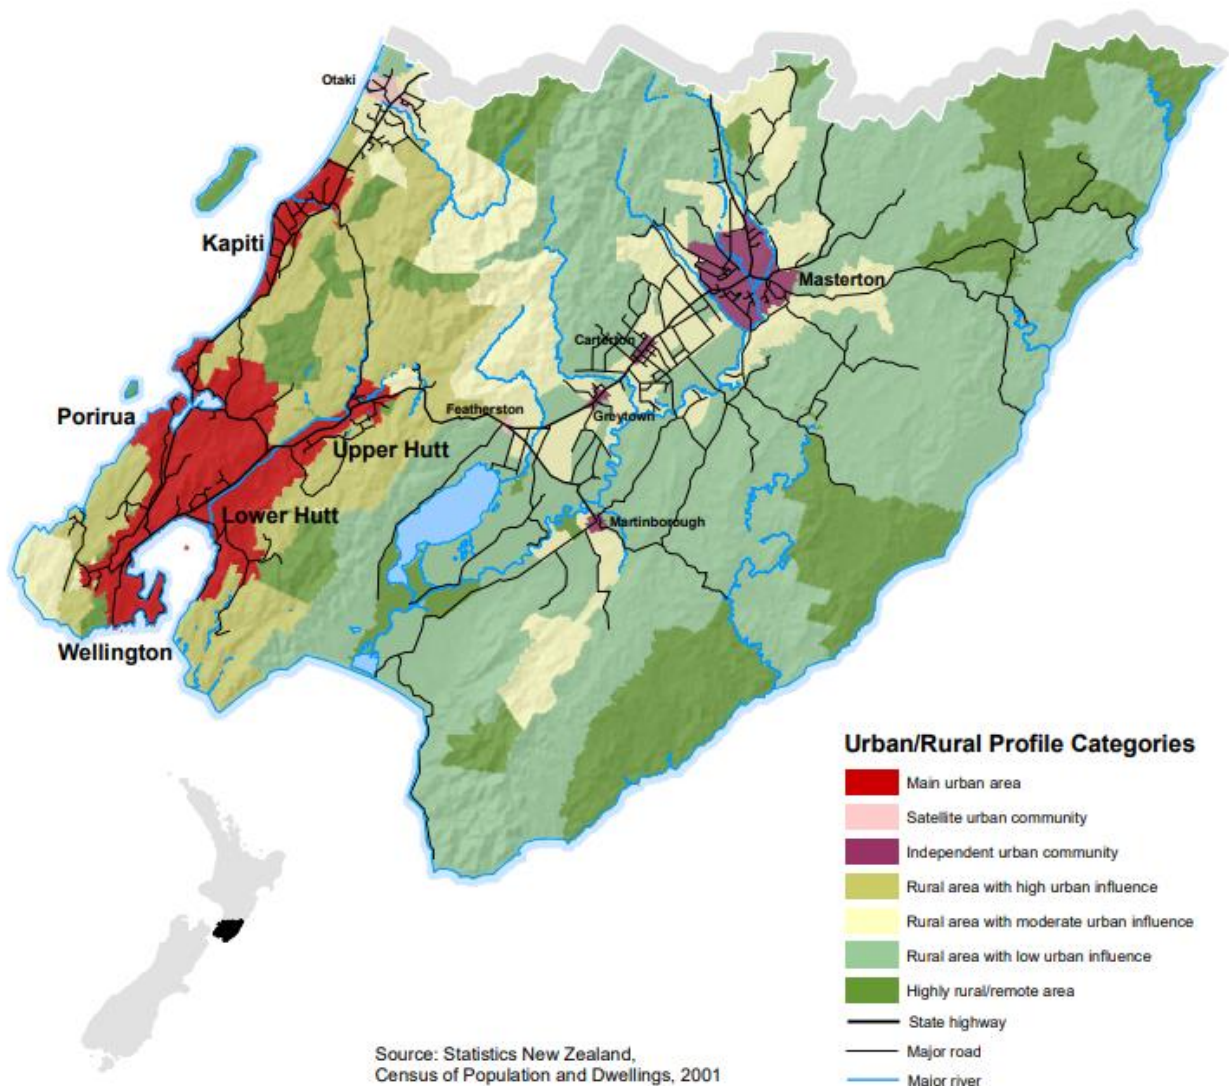 Otaki
Kapiti
Masterton
Carterton
Porirua
Featherston
Greytown
Upper Hutt
Lower Hutt
Martinborough
Wellington
Urban/Rural Profile Categories
Main urban area
Satellite urban community
Independent urban community
Rural area with high urban influence
Rural area with moderate urban influence
Rural area with low urban influence
Highly rural/remote area
State highway
Major road
Major river
Source: Statistics New Zealand,
Census of Population and Dwellings, 2001